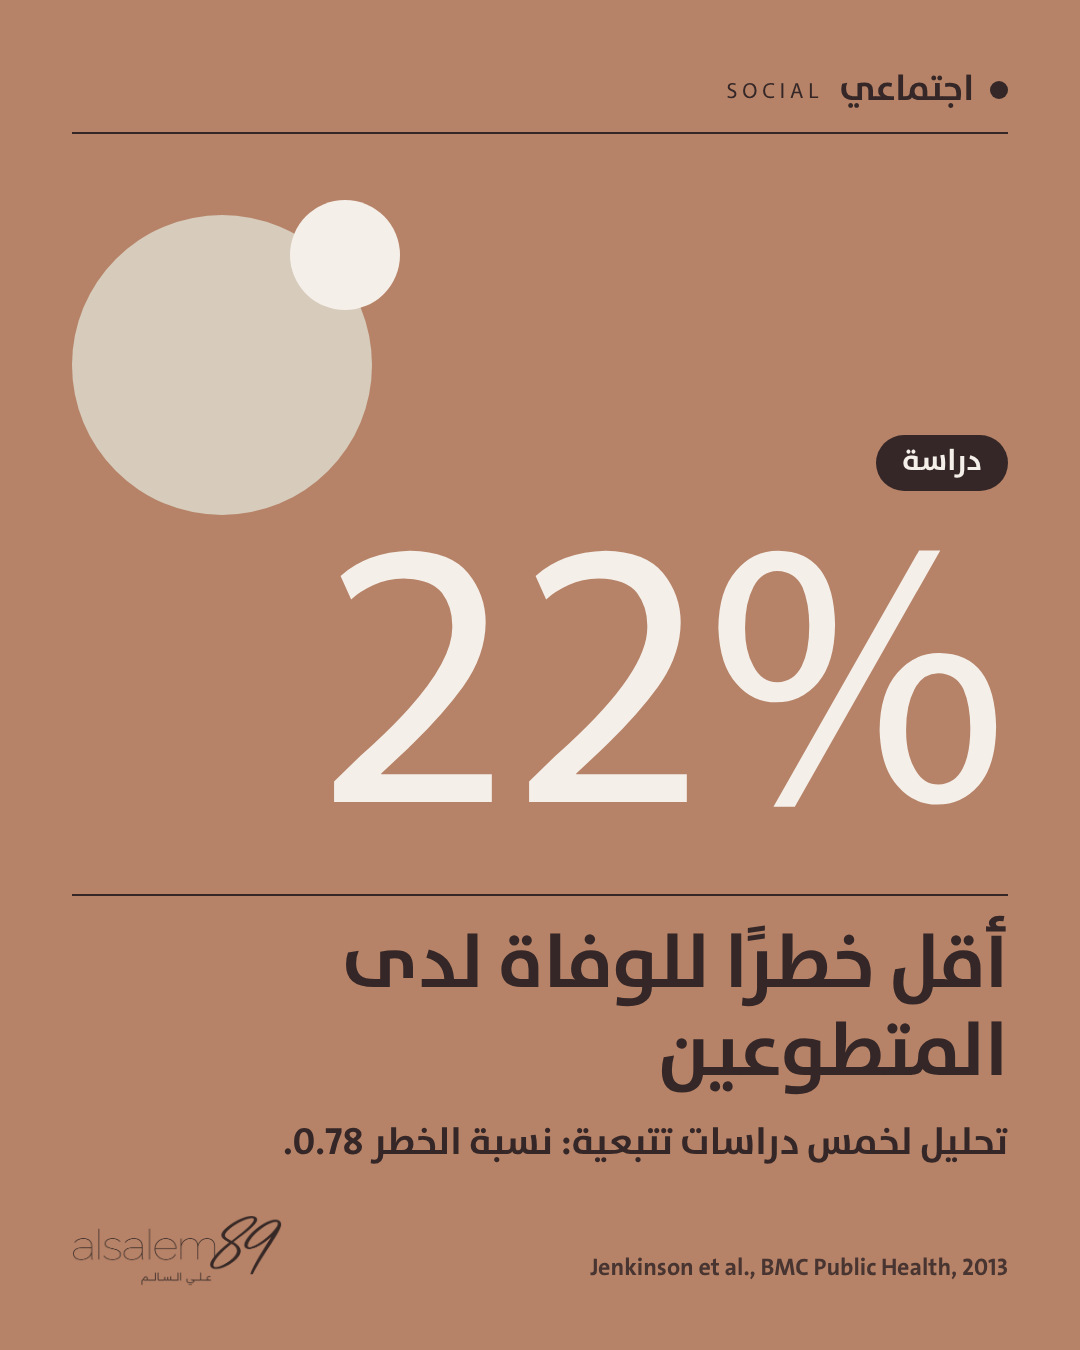 اجتماعي SOCIAL
دراسة
22%
أقل خطرًا للوفاة لدى
المتطوعين
تحليل لخمس دراسات تتبعية: نسبة الخطر 0.78.
Jenkinson et al., BMC Public Health, 2013
alsalem89
علي السالم